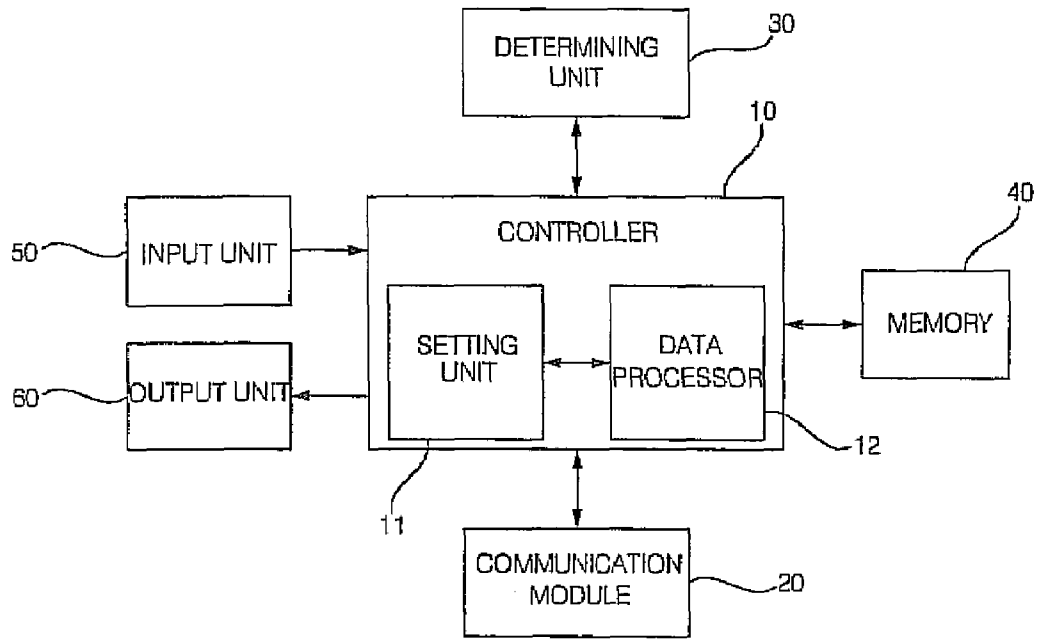 30
DETERMINING
UNIT
10
40
CONTROLLER
50
INPUT UNIT
MEMORY
SETTING
UNIT
DATA
PROCESSOR
60
OUTPUT UNIT
12
11
COMMUNICATION
MODULE
20